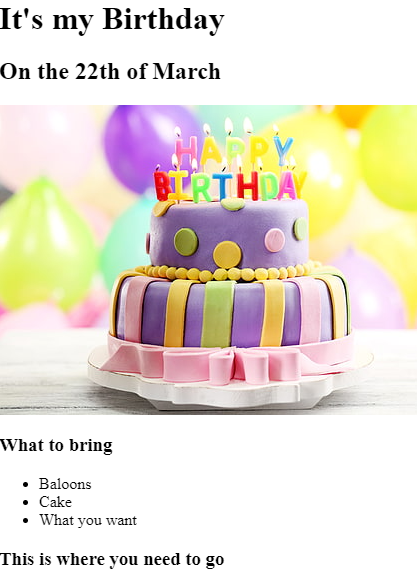 It's my Birthday
On the 22th of March
HAPPY
BIRTHDAY
What to bring
Baloons
Cake
What you want
This is where you need to go